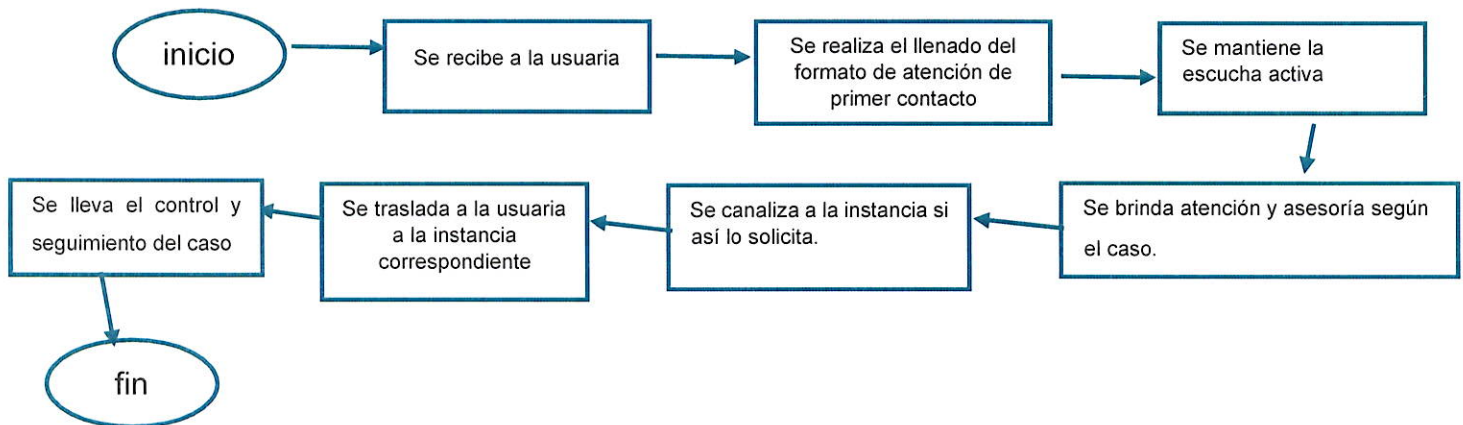 inicio
Se recibe a la usuaria
Se realiza el llenado del
formato de atención de
primer contacto
Se mantiene la
escucha activa
Se brinda atención y asesoría según
el caso.
Se canaliza a la instancia si
así lo solicita.
Se traslada a la usuaria
a la instancia
correspondiente
Se lleva el control y
seguimiento del caso
fin